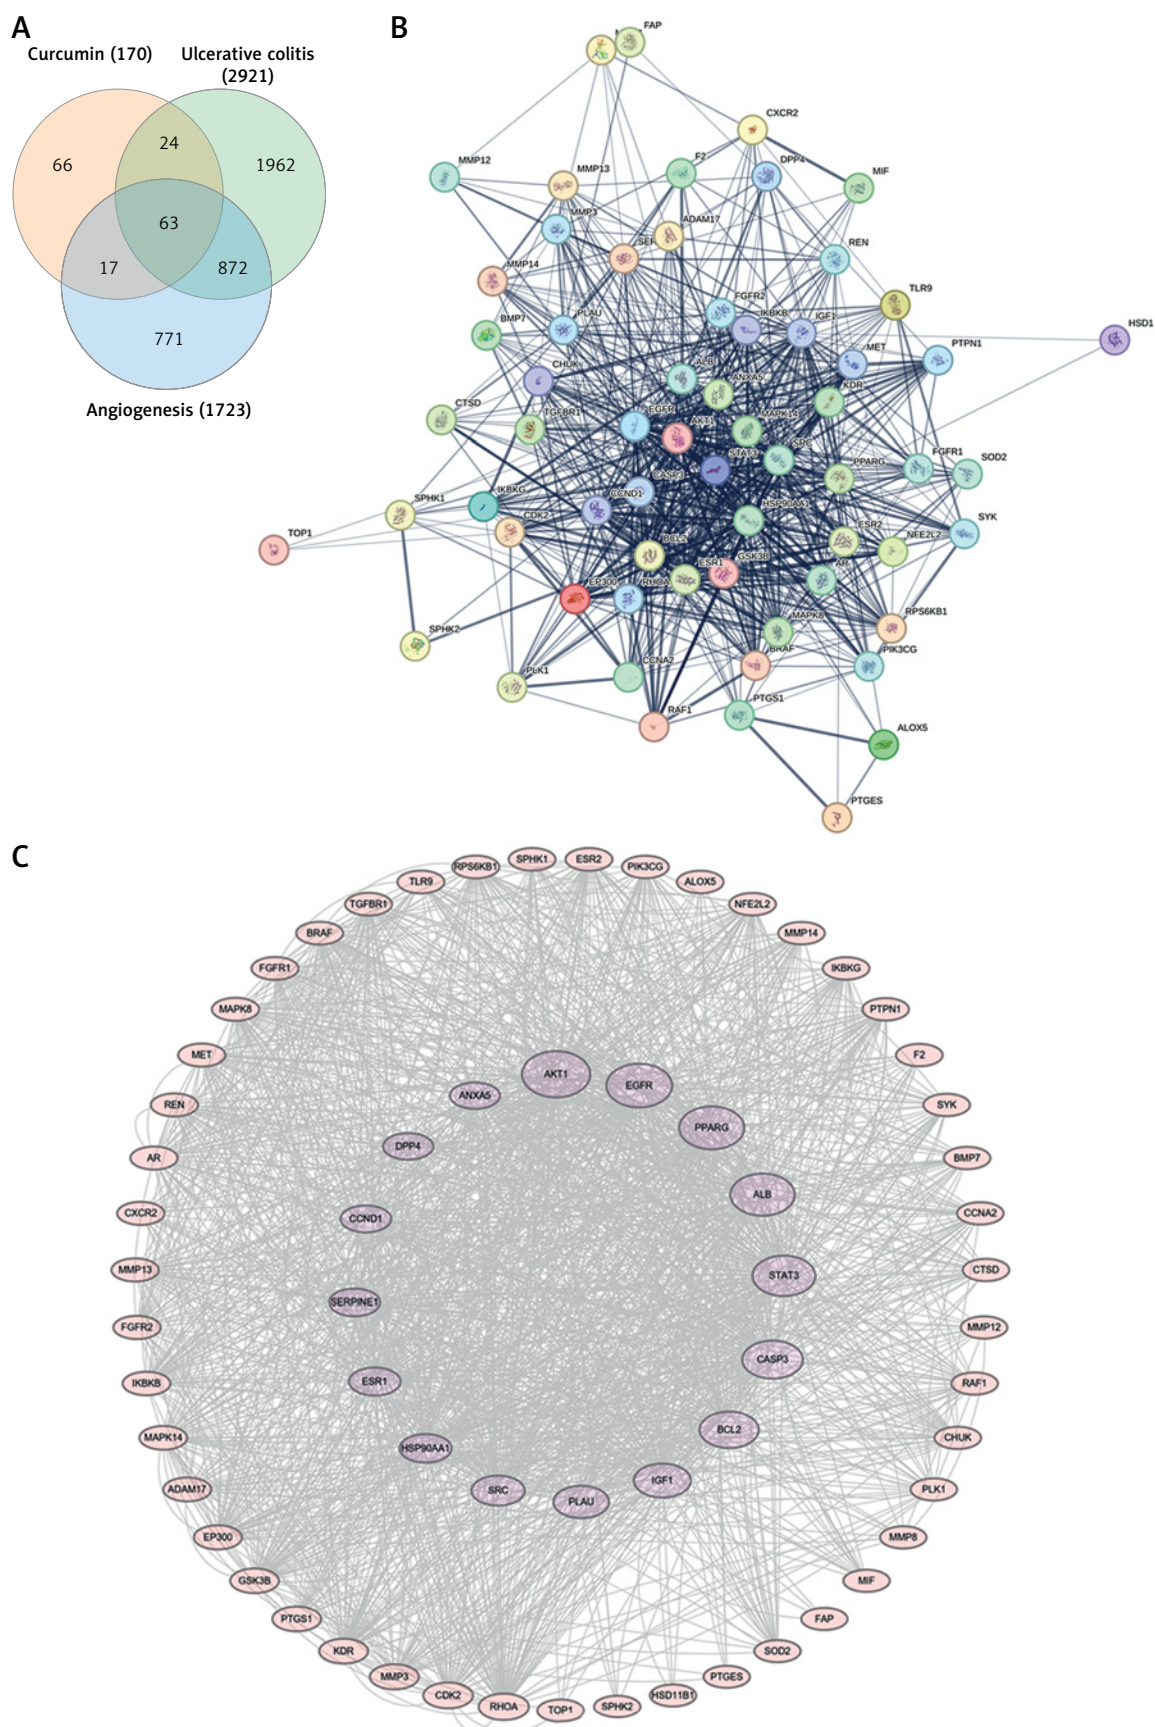 A
Curcumin (170)
Ulcerative colitis
(2921)
66
24
1962
63
17
872
771
Angiogenesis (1723)
B
FAP
CXCR2
MMP12
MMP13
F2
DPP4
MIF
MMP3
ADAM17
SER
REN
MMP14
TLR9
FGFR2
IKBKB
IGF1
BMP7
PLAU
HSD1
MET
PTPN1
CHUK
ALB
ANXA5
KDR
CTSD
TGFBR1
EGFR
AKT1
MAPK14
SRC
STAT3
PPARG
FGFR1
SOD2
CASP3
CCND1
SPHK1
IKBKG
CDK2
HSP90AA1
ESR2
NFE2L2
SYK
TOP1
BCL2
ESR1
GSK3B
AR
EP300
RHOA
RPS6KB1
MAPK8
SPHK2
BRAF
PIK3CG
CCNA2
PLK1
PTGS1
RAF1
ALOX5
PTGES
C
RPS6KB1
SPHK1
ESR2
PIK3CG
TLR9
ALOX5
TGFBR1
NFE2L2
BRAF
MMP14
FGFR1
IKBKG
MAPK8
PTPN1
MET
F2
AKT1
EGFR
ANXA5
REN
SYK
PPARG
DPP4
AR
BMP7
ALB
CXCR2
CCND1
CCNA2
MMP13
STAT3
CTSD
SERPINE1
FGFR2
MMP12
CASP3
IKBKB
ESR1
RAF1
BCL2
MAPK14
HSP90AA1
CHUK
IGF1
ADAM17
SRC
PLAU
PLK1
EP300
MMP8
GSK3B
MIF
PTGS1
FAP
KDR
SOD2
MMP3
PTGES
CDK2
HSD11B1
RHOA
TOP1
SPHK2